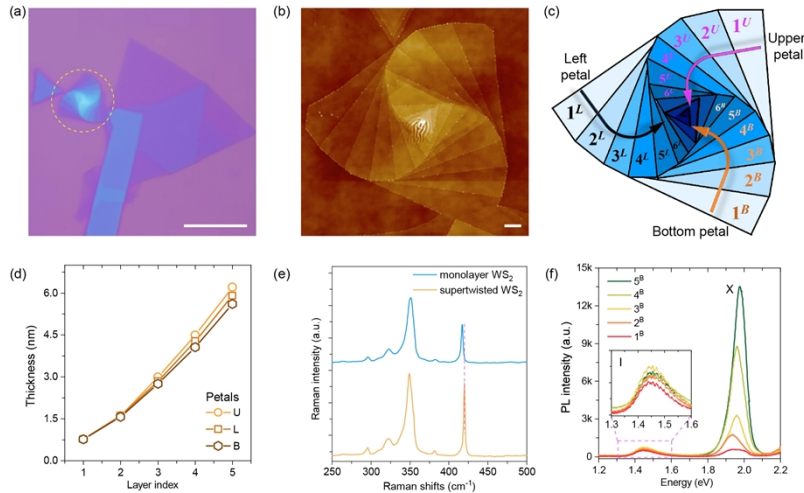 (a)
(b)
(c)
Left petal
Upper petal
Bottom petal
1ᵁ
2ᵁ
3ᵁ
4ᴸ
5ᴸ
6ᴸ
1ᴸ
2ᴸ
3ᴸ
4ᴸ
5ᴸ
6ᴸ
6ᴮ
5ᴮ
4ᴮ
3ᴮ
2ᴮ
1ᴮ
(d)
Thickness (nm)
6.0
4.5
3.0
1.5
0.0
1 2 3 4 5
Layer index
Petals
U
L
B
(e)
Raman intensity (a.u.)
monolayer WS₂
supertwisted WS₂
250 300 350 400 450 500
Raman shifts (cm⁻¹)
(f)
PL intensity (a.u.)
15k
12k
9k
6k
3k
0
5ᴮ
4ᴮ
3ᴮ
2ᴮ
1ᴮ
X
I
1.3 1.4 1.5 1.6
1.2 1.4 1.6 1.8 2.0 2.2
Energy (eV)